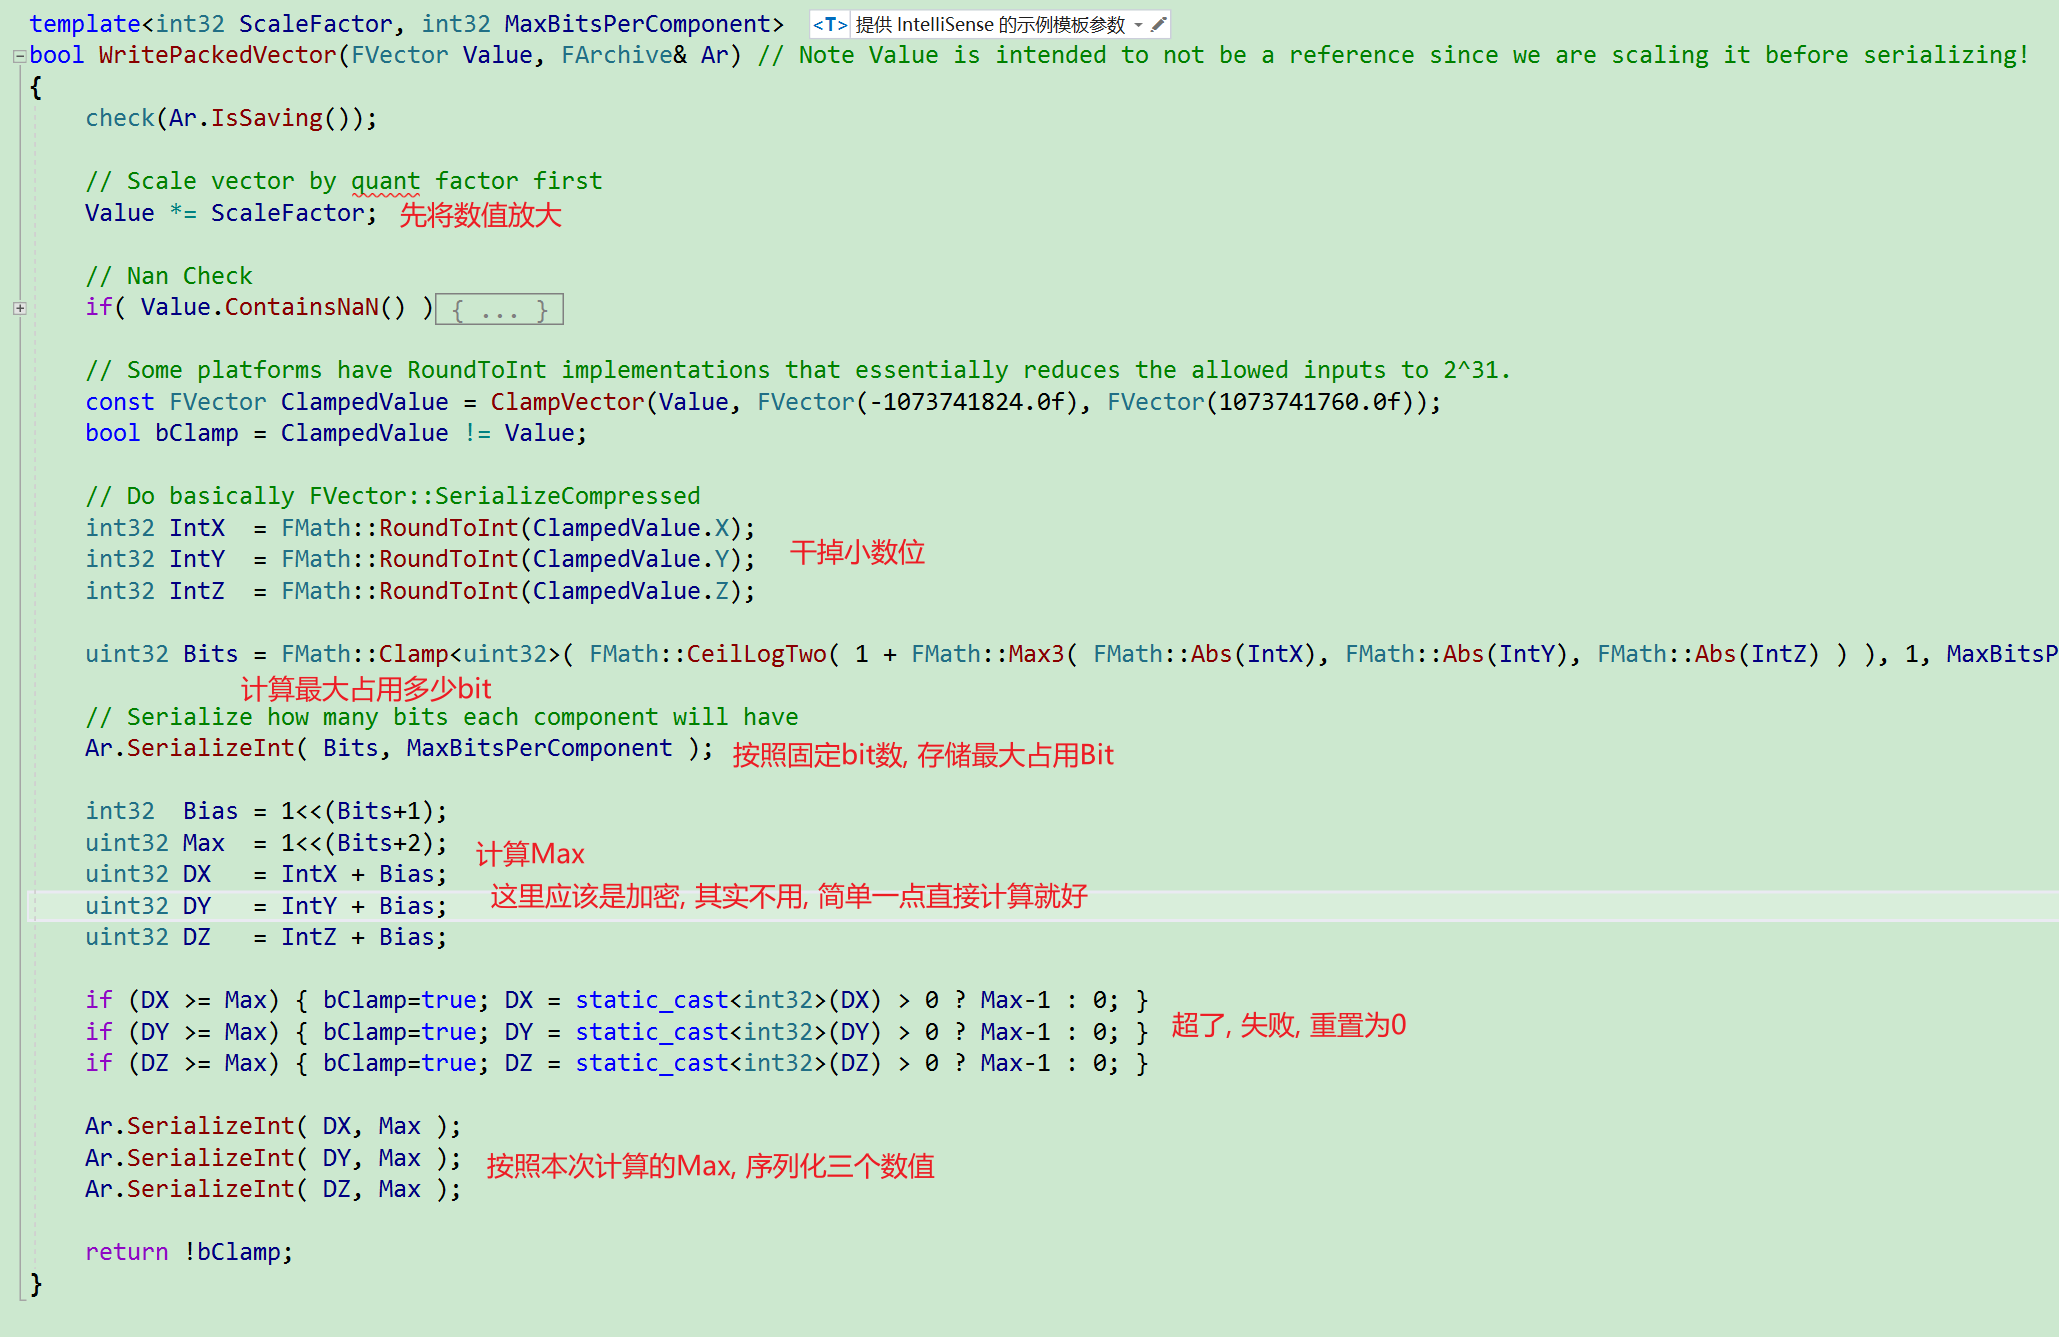 template<int32 ScaleFactor, int32 MaxBitsPerComponent> <T> 提供 IntelliSense 的示例模板参数
bool WritePackedVector(FVector Value, FArchive& Ar) // Note Value is intended to not be a reference since we are scaling it before serializing!
{
check(Ar.IsSaving());
// Scale vector by quant factor first
Value *= ScaleFactor; 先将数值放大
// Nan Check
if( Value.ContainsNaN() ) { ... }
// Some platforms have RoundToInt implementations that essentially reduces the allowed inputs to 2^31.
const FVector ClampedValue = ClampVector(Value, FVector(-1073741824.0f), FVector(1073741760.0f));
bool bClamp = ClampedValue != Value;
// Do basically FVector::SerializeCompressed
int32 IntX = FMath::RoundToInt(ClampedValue.X);
int32 IntY = FMath::RoundToInt(ClampedValue.Y); 干掉小数位
int32 IntZ = FMath::RoundToInt(ClampedValue.Z);
uint32 Bits = FMath::Clamp<uint32>( FMath::CeilLogTwo( 1 + FMath::Max3( FMath::Abs(IntX), FMath::Abs(IntY), FMath::Abs(IntZ) ) ), 1, MaxBitsP
计算最大占用多少bit
// Serialize how many bits each component will have
Ar.SerializeInt( Bits, MaxBitsPerComponent ); 按照固定bit数, 存储最大占用Bit
int32 Bias = 1<<(Bits+1);
uint32 Max = 1<<(Bits+2); 计算Max
uint32 DX = IntX + Bias;
uint32 DY = IntY + Bias; 这里应该是加密, 其实不用, 简单一点直接计算就好
uint32 DZ = IntZ + Bias;
if (DX >= Max) { bClamp=true; DX = static_cast<int32>(DX) > 0 ? Max-1 : 0; }
if (DY >= Max) { bClamp=true; DY = static_cast<int32>(DY) > 0 ? Max-1 : 0; } 超了, 失败, 重置为0
if (DZ >= Max) { bClamp=true; DZ = static_cast<int32>(DZ) > 0 ? Max-1 : 0; }
Ar.SerializeInt( DX, Max );
Ar.SerializeInt( DY, Max ); 按照本次计算的Max, 序列化三个数值
Ar.SerializeInt( DZ, Max );
return !bClamp;
}